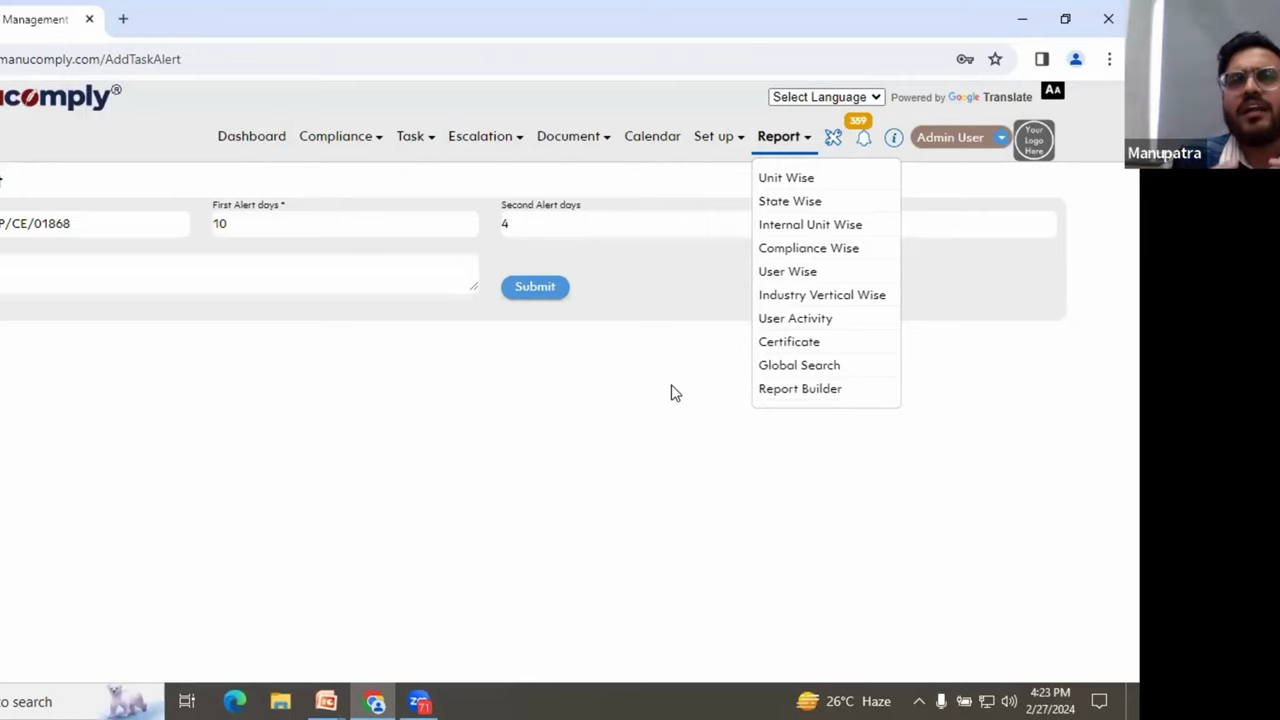 Management
manucomply.com/AddTaskAlert
comply®
Select Language
Powered by Google Translate
AA
Dashboard Compliance Task Escalation Document Calendar Set up Report 359 Admin User
Your
Logo
Here
Manupatra
t
First Alert days *
Second Alert days
P/CE/01868
10
4
Submit
Unit Wise
State Wise
Internal Unit Wise
Compliance Wise
User Wise
Industry Vertical Wise
User Activity
Certificate
Global Search
Report Builder
to search
71
26°C Haze
4:23 PM
2/27/2024